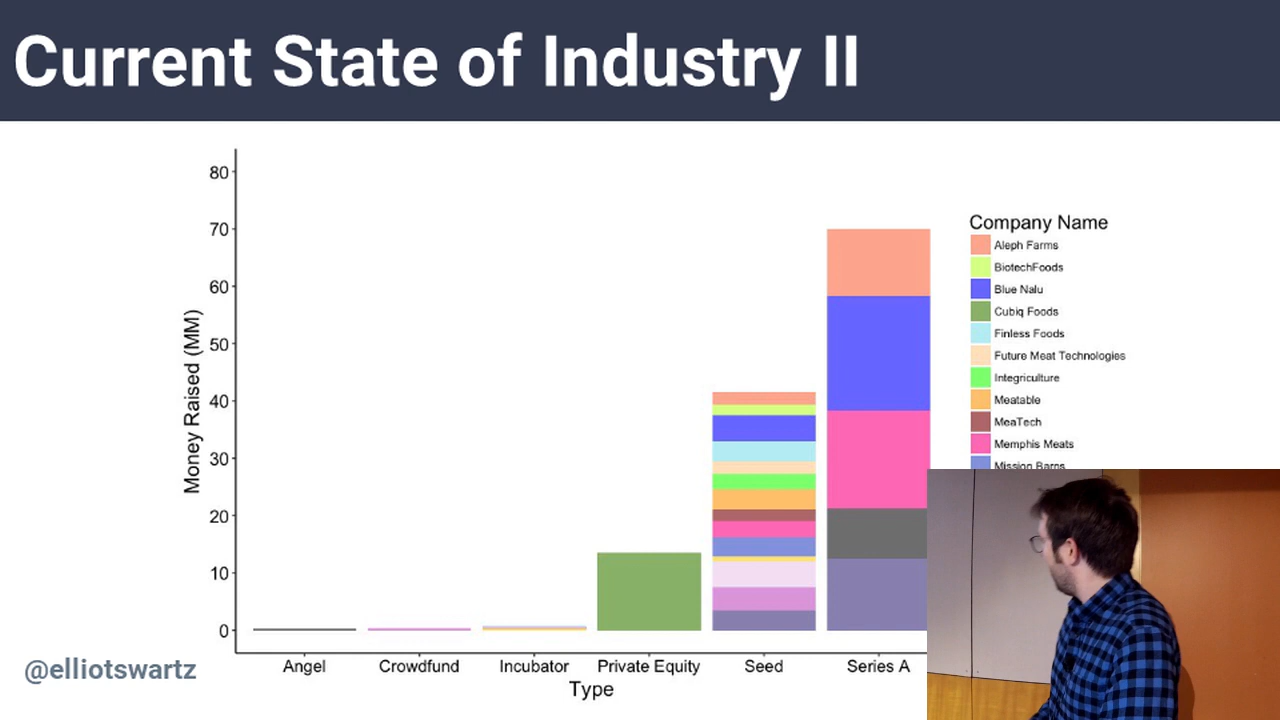 Current State of Industry II
80
70
60
50
40
30
20
10
0
Money Raised (MM)
Angel
Crowdfund
Incubator
Private Equity
Seed
Series A
Type
Company Name
Aleph Farms
BiotechFoods
Blue Nalu
Cubiq Foods
Finless Foods
Future Meat Technologies
Integriculture
Meatable
MeaTech
Memphis Meats
Mission Barns
@elliotswartz